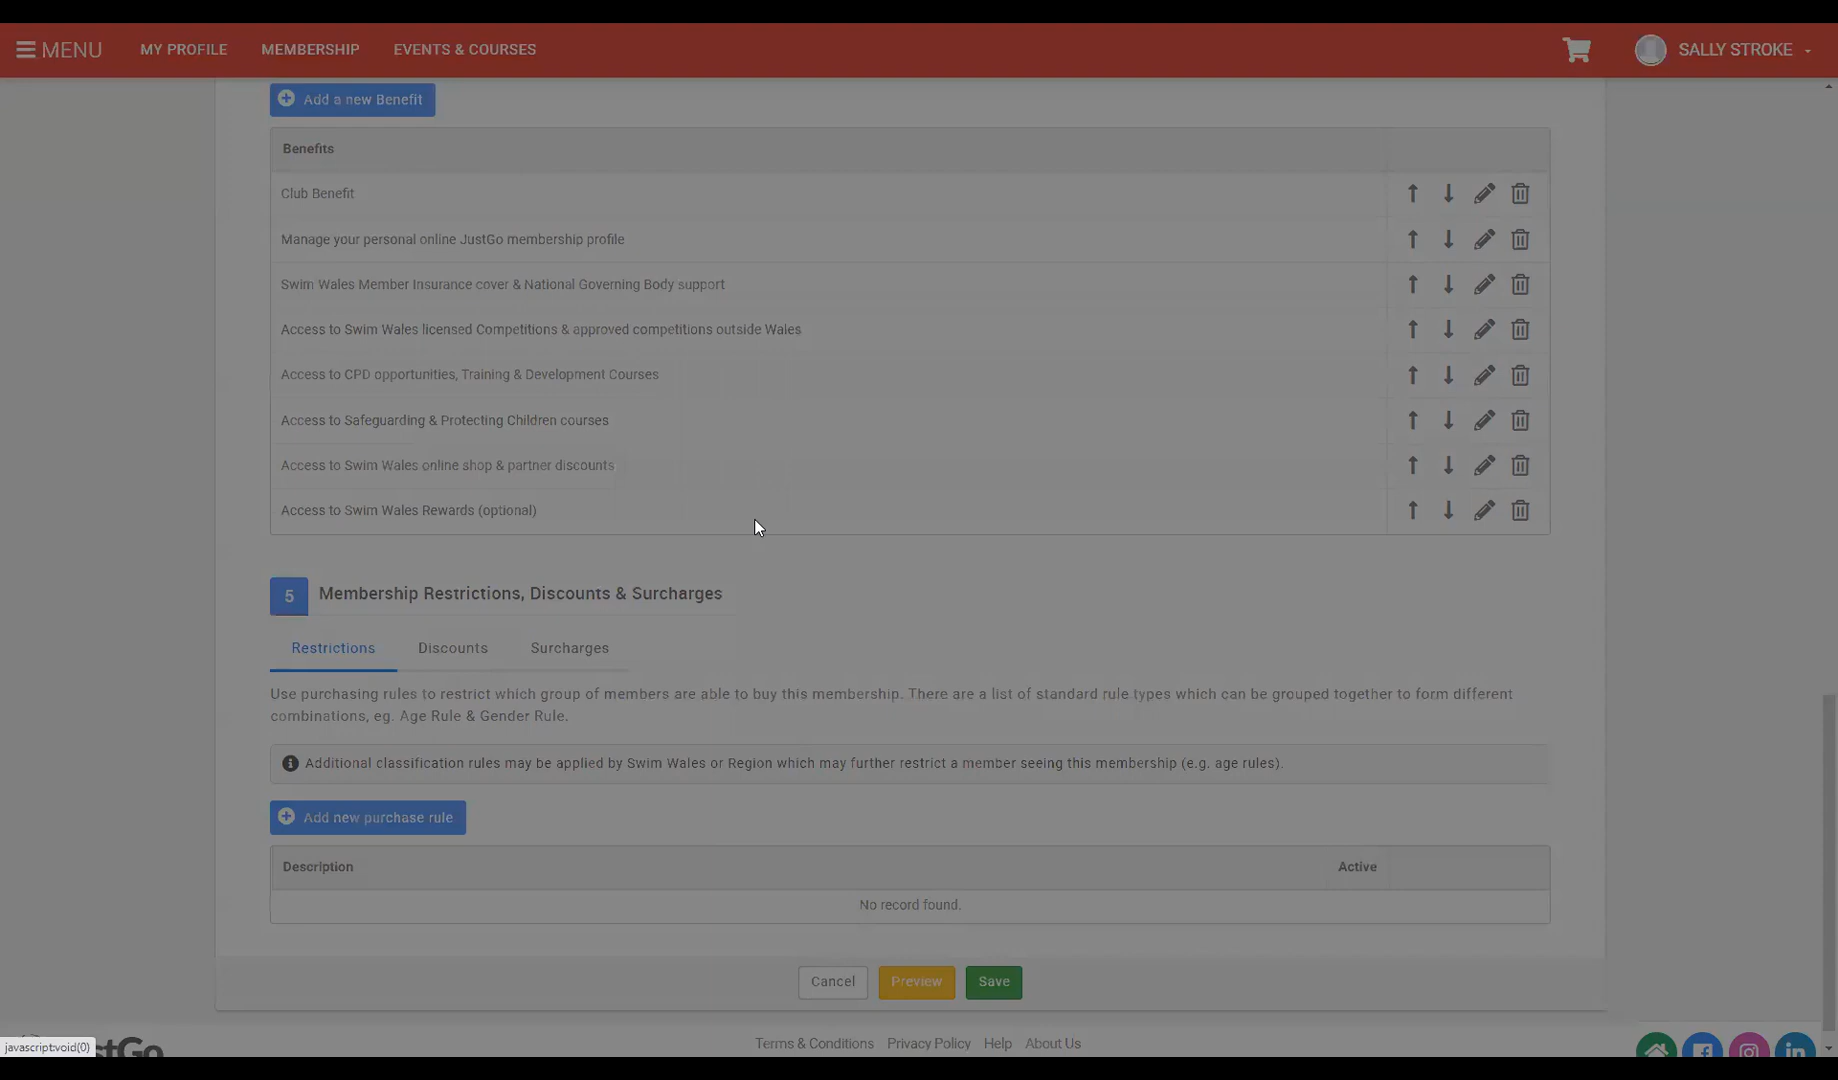 MENU
MY PROFILE
MEMBERSHIP
EVENTS & COURSES
SALLY STROKE
Add a new Benefit
Benefits
Club Benefit
Manage your personal online JustGo membership profile
Swim Wales Member Insurance cover & National Governing Body support
Access to Swim Wales licensed Competitions & approved competitions outside Wales
Access to CPD opportunities, Training & Development Courses
Access to Safeguarding & Protecting Children courses
Access to Swim Wales online shop & partner discounts
Access to Swim Wales Rewards (optional)
5 Membership Restrictions, Discounts & Surcharges
Restrictions
Discounts
Surcharges
Use purchasing rules to restrict which group of members are able to buy this membership. There are a list of standard rule types which can be grouped together to form different
combinations, eg. Age Rule & Gender Rule.
Additional classification rules may be applied by Swim Wales or Region which may further restrict a member seeing this membership (e.g. age rules).
Add new purchase rule
Description
Active
No record found.
Cancel
Preview
Save
javascript:void(0)
Terms & Conditions
Privacy Policy
Help
About Us